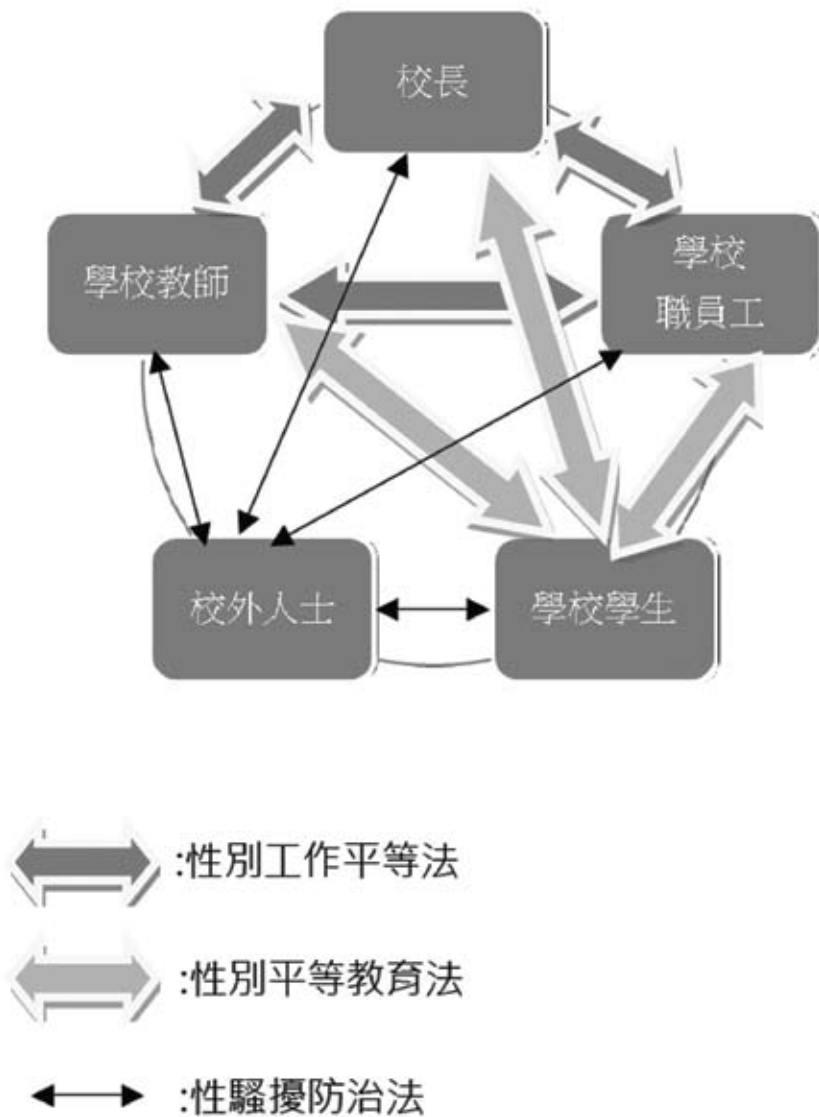 校長
學校教師
學校
職員工
校外人士
學校學生
:性別工作平等法
:性別平等教育法
:性騷擾防治法